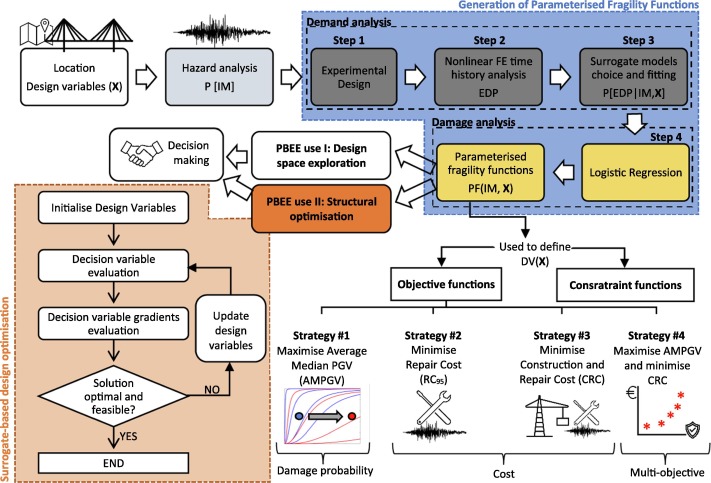 Generation of Parameterised Fragility Functions
Demand analysis
Step 1
Step 2
Step 3
Location
Design variables (X)
Hazard analysis
P [IM]
Experimental
Design
Nonlinear FE time
history analysis
EDP
Surrogate models
choice and fitting
P[EDP|IM,X]
Damage analysis
Step 4
Decision
making
PBEE use I: Design
space exploration
Parameterised
fragility functions
PF(IM, X)
Logistic Regression
PBEE use II: Structural
optimisation
Surrogate-based design optimisation
Initialise Design Variables
Decision variable
evaluation
Decision variable gradients
evaluation
Update
design
variables
Solution
optimal and
feasible?
NO
YES
END
Used to define
DV(X)
Objective functions
Consratraint functions
Strategy #1
Maximise Average
Median PGV
(AMPGV)
Strategy #2
Minimise
Repair Cost
(RC95)
Strategy #3
Minimise
Construction and
Repair Cost (CRC)
Strategy #4
Maximise AMPGV
and minimise
CRC
€
Damage probability
Cost
Multi-objective